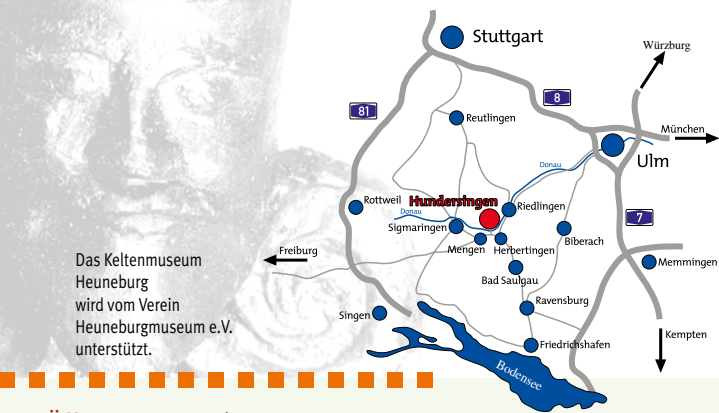 Stuttgart
Würzburg
8
81
Reutlingen
München
Donau
Ulm
Rottweil
Hundersingen
Riedlingen
Donau
7
Sigmaringen
Biberach
Mengen
Herbertingen
Freiburg
Memmingen
Bad Saulgau
Das Keltenmuseum
Heuneburg
wird vom Verein
Heuneburgmuseum e.V.
unterstützt.
Ravensburg
Singen
Kempten
Friedrichshafen
Bodensee